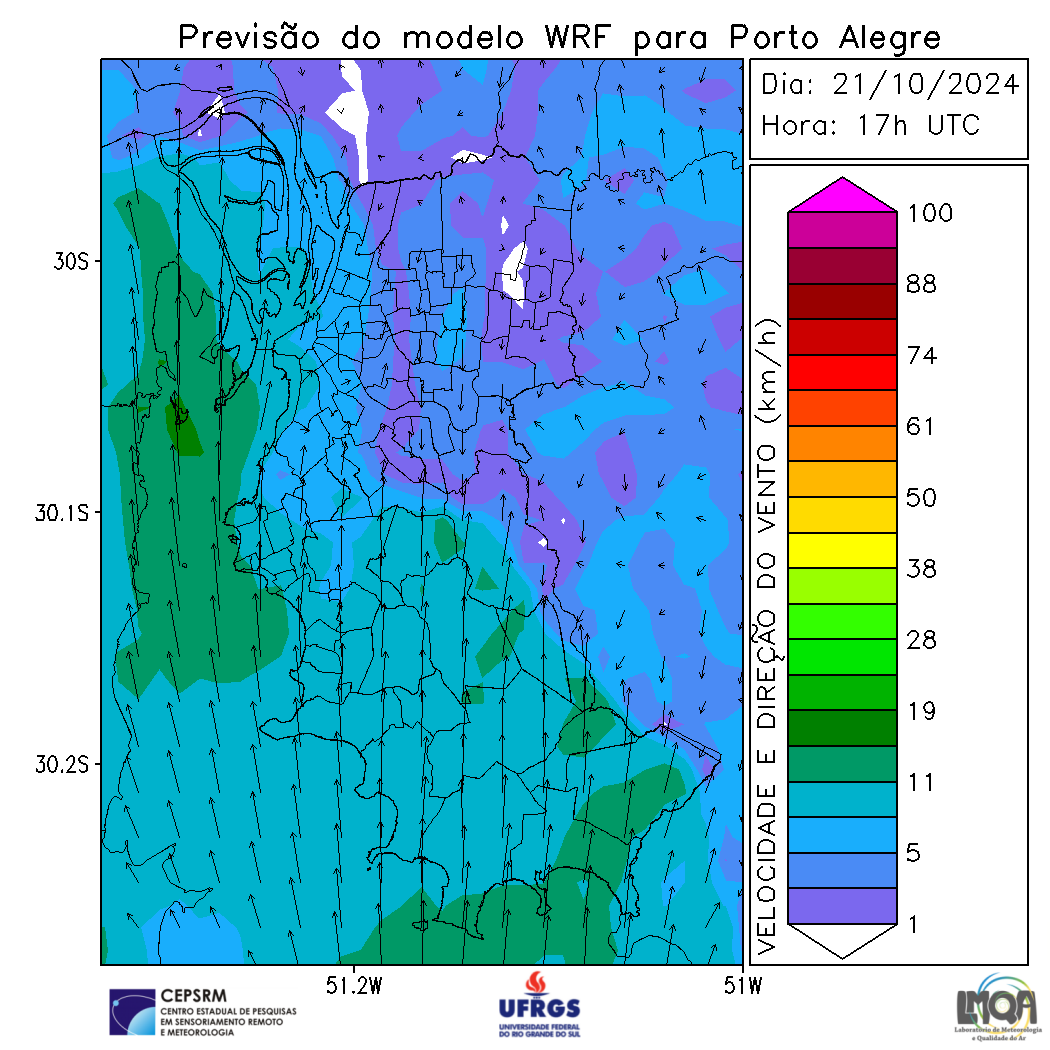 Previsão do modelo WRF para Porto Alegre
Dia: 21/10/2024
Hora: 17h UTC
30S
30.1S
30.2S
51.2W
51W
VELOCIDADE E DIREÇÃO DO VENTO (km/h)
100
88
74
61
50
38
28
19
11
5
1
CEPSRM
CENTRO ESTADUAL DE PESQUISAS
EM SENSORIAMENTO REMOTO
E METEOROLOGIA
UFRGS
UNIVERSIDADE FEDERAL
DO RIO GRANDE DO SUL
LMQA
Laboratório de Meteorologia
e Qualidade do Ar